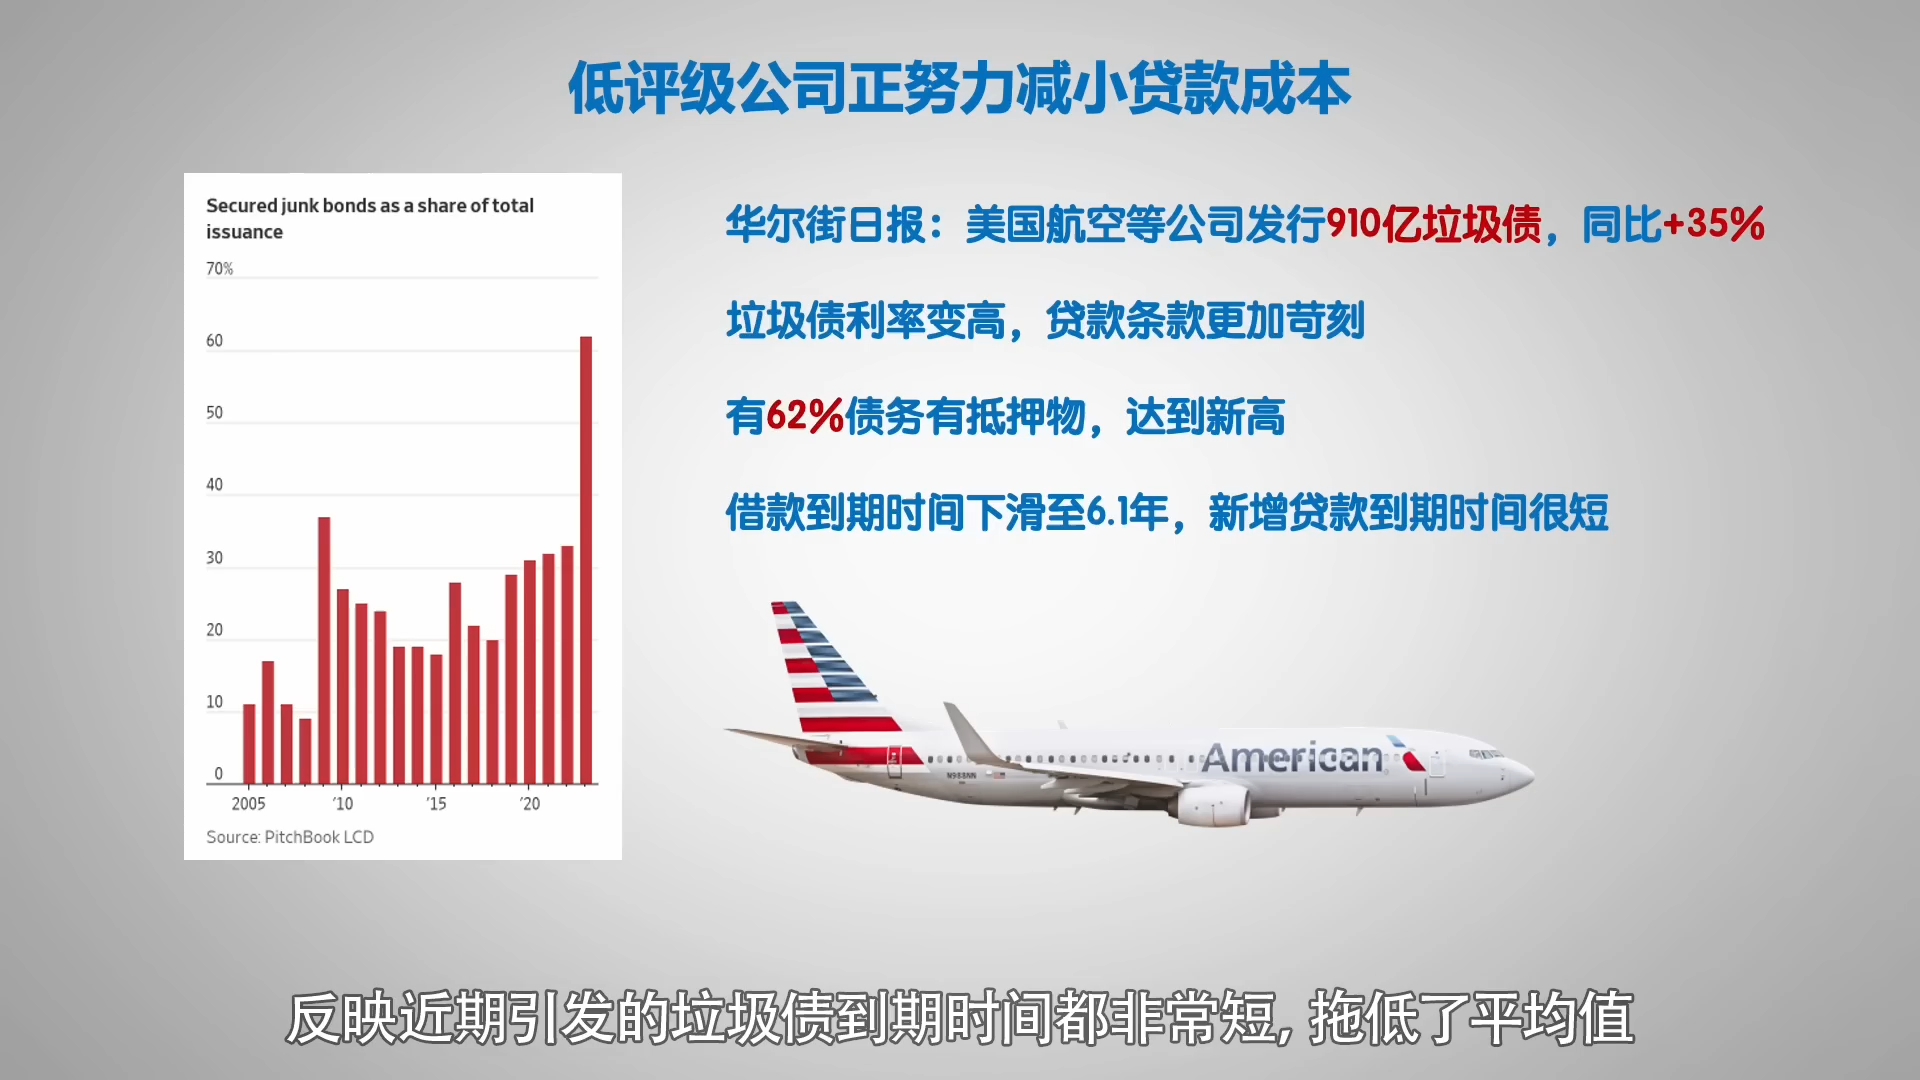 低评级公司正努力减小贷款成本
Secured junk bonds as a share of total
issuance
70%
60
50
40
30
20
10
0
2005 '10 '15 '20
Source: PitchBook LCD
华尔街日报：美国航空等公司发行910亿垃圾债，同比+35%
垃圾债利率变高，贷款条款更加苛刻
有62%债务有抵押物，达到新高
借款到期时间下滑至6.1年，新增贷款到期时间很短
American
N988NN
反映近期引发的垃圾债到期时间都非常短, 拖低了平均值